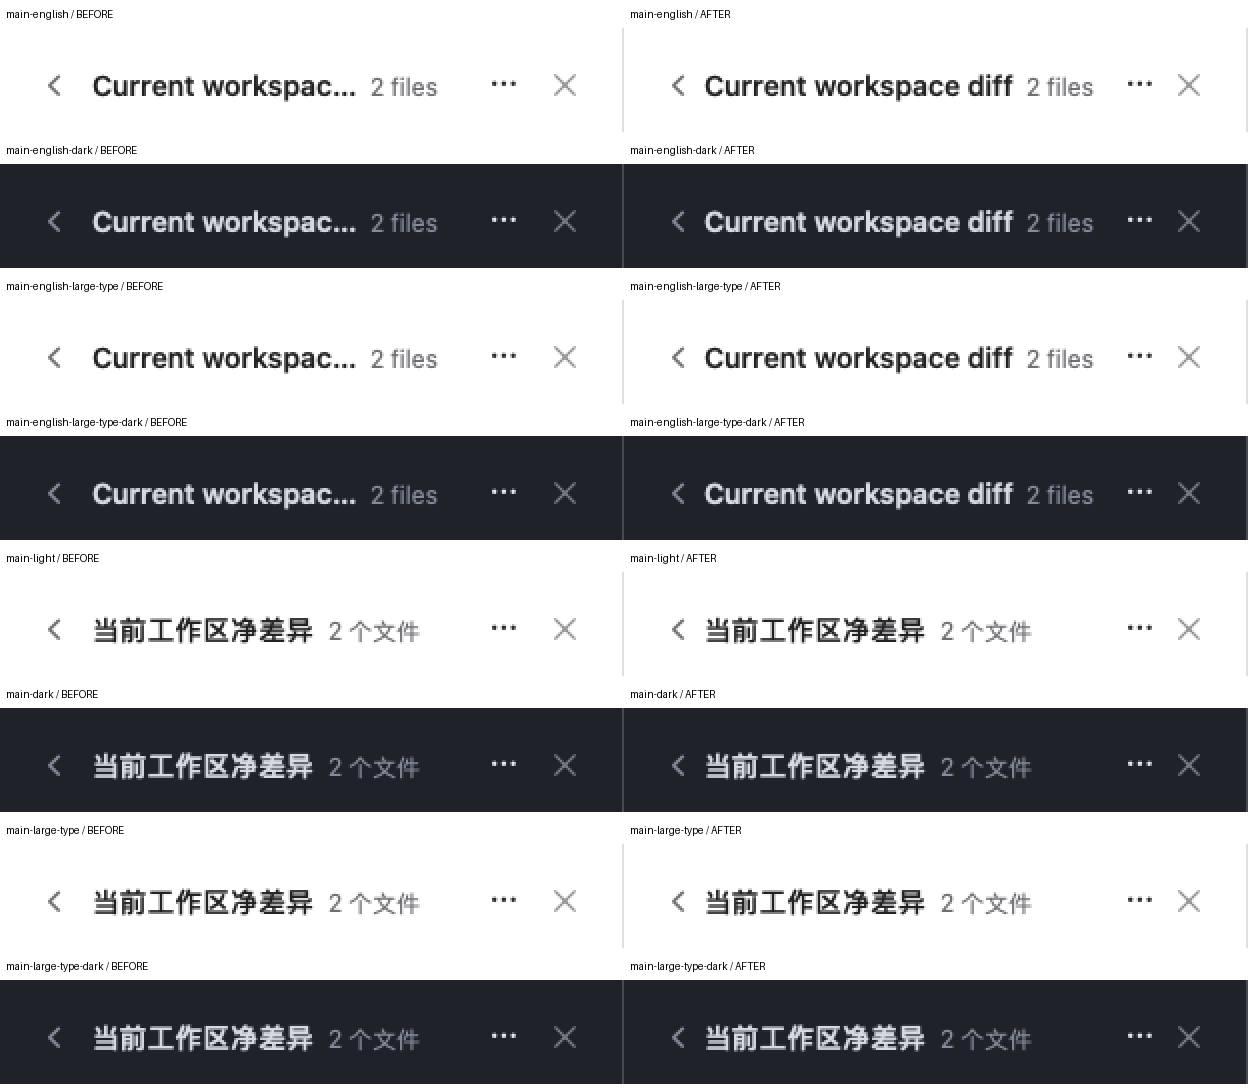 main-english / BEFORE main-english / AFTER
Current workspac... 2 files ··· Current workspace diff 2 files ···
main-english-dark / BEFORE main-english-dark / AFTER
Current workspac... 2 files ··· Current workspace diff 2 files ···
main-english-large-type / BEFORE main-english-large-type / AFTER
Current workspac... 2 files ··· Current workspace diff 2 files ···
main-english-large-type-dark / BEFORE main-english-large-type-dark / AFTER
Current workspac... 2 files ··· Current workspace diff 2 files ···
main-light / BEFORE main-light / AFTER
当前工作区净差异 2 个文件 ··· 当前工作区净差异 2 个文件 ···
main-dark / BEFORE main-dark / AFTER
当前工作区净差异 2 个文件 ··· 当前工作区净差异 2 个文件 ···
main-large-type / BEFORE main-large-type / AFTER
当前工作区净差异 2 个文件 ··· 当前工作区净差异 2 个文件 ···
main-large-type-dark / BEFORE main-large-type-dark / AFTER
当前工作区净差异 2 个文件 ··· 当前工作区净差异 2 个文件 ···